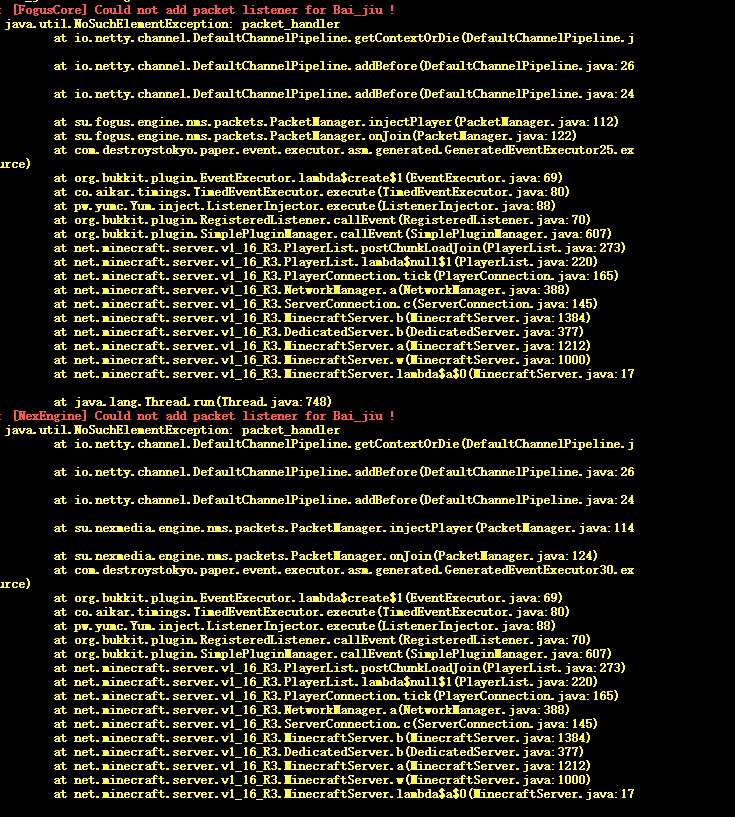 : [FogusCore] Could not add packet listener for Bai_jiu !
java.util.NoSuchElementException: packet_handler
at io.netty.channel.DefaultChannelPipeline.getContextOrDie(DefaultChannelPipeline.j
at io.netty.channel.DefaultChannelPipeline.addBefore(DefaultChannelPipeline.java:26
at io.netty.channel.DefaultChannelPipeline.addBefore(DefaultChannelPipeline.java:24
at su.fogus.engine.nms.packets.PacketManager.injectPlayer(PacketManager.java:112)
at su.fogus.engine.nms.packets.PacketManager.onJoin(PacketManager.java:122)
at com.destroystokyo.paper.event.executor.asm.generated.GeneratedEventExecutor25.ex
urce)
at org.bukkit.plugin.EventExecutor.lambda$create$1(EventExecutor.java:69)
at co.aikar.timings.TimedEventExecutor.execute(TimedEventExecutor.java:80)
at pw.yumc.Yum.inject.ListenerInjector.execute(ListenerInjector.java:88)
at org.bukkit.plugin.RegisteredListener.callEvent(RegisteredListener.java:70)
at org.bukkit.plugin.SimplePluginManager.callEvent(SimplePluginManager.java:607)
at net.minecraft.server.v1_16_R3.PlayerList.postChunkLoadJoin(PlayerList.java:273)
at net.minecraft.server.v1_16_R3.PlayerList.lambda$null$1(PlayerList.java:220)
at net.minecraft.server.v1_16_R3.PlayerConnection.tick(PlayerConnection.java:165)
at net.minecraft.server.v1_16_R3.NetworkManager.a(NetworkManager.java:388)
at net.minecraft.server.v1_16_R3.ServerConnection.c(ServerConnection.java:145)
at net.minecraft.server.v1_16_R3.MinecraftServer.b(MinecraftServer.java:1384)
at net.minecraft.server.v1_16_R3.DedicatedServer.b(DedicatedServer.java:377)
at net.minecraft.server.v1_16_R3.MinecraftServer.a(MinecraftServer.java:1212)
at net.minecraft.server.v1_16_R3.MinecraftServer.w(MinecraftServer.java:1000)
at net.minecraft.server.v1_16_R3.MinecraftServer.lambda$a$0(MinecraftServer.java:17
at java.lang.Thread.run(Thread.java:748)
: [NexEngine] Could not add packet listener for Bai_jiu !
java.util.NoSuchElementException: packet_handler
at io.netty.channel.DefaultChannelPipeline.getContextOrDie(DefaultChannelPipeline.j
at io.netty.channel.DefaultChannelPipeline.addBefore(DefaultChannelPipeline.java:26
at io.netty.channel.DefaultChannelPipeline.addBefore(DefaultChannelPipeline.java:24
at su.nexmedia.engine.nms.packets.PacketManager.injectPlayer(PacketManager.java:114
at su.nexmedia.engine.nms.packets.PacketManager.onJoin(PacketManager.java:124)
at com.destroystokyo.paper.event.executor.asm.generated.GeneratedEventExecutor30.ex
urce)
at org.bukkit.plugin.EventExecutor.lambda$create$1(EventExecutor.java:69)
at co.aikar.timings.TimedEventExecutor.execute(TimedEventExecutor.java:80)
at pw.yumc.Yum.inject.ListenerInjector.execute(ListenerInjector.java:88)
at org.bukkit.plugin.RegisteredListener.callEvent(RegisteredListener.java:70)
at org.bukkit.plugin.SimplePluginManager.callEvent(SimplePluginManager.java:607)
at net.minecraft.server.v1_16_R3.PlayerList.postChunkLoadJoin(PlayerList.java:273)
at net.minecraft.server.v1_16_R3.PlayerList.lambda$null$1(PlayerList.java:220)
at net.minecraft.server.v1_16_R3.PlayerConnection.tick(PlayerConnection.java:165)
at net.minecraft.server.v1_16_R3.NetworkManager.a(NetworkManager.java:388)
at net.minecraft.server.v1_16_R3.ServerConnection.c(ServerConnection.java:145)
at net.minecraft.server.v1_16_R3.MinecraftServer.b(MinecraftServer.java:1384)
at net.minecraft.server.v1_16_R3.DedicatedServer.b(DedicatedServer.java:377)
at net.minecraft.server.v1_16_R3.MinecraftServer.a(MinecraftServer.java:1212)
at net.minecraft.server.v1_16_R3.MinecraftServer.w(MinecraftServer.java:1000)
at net.minecraft.server.v1_16_R3.MinecraftServer.lambda$a$0(MinecraftServer.java:17